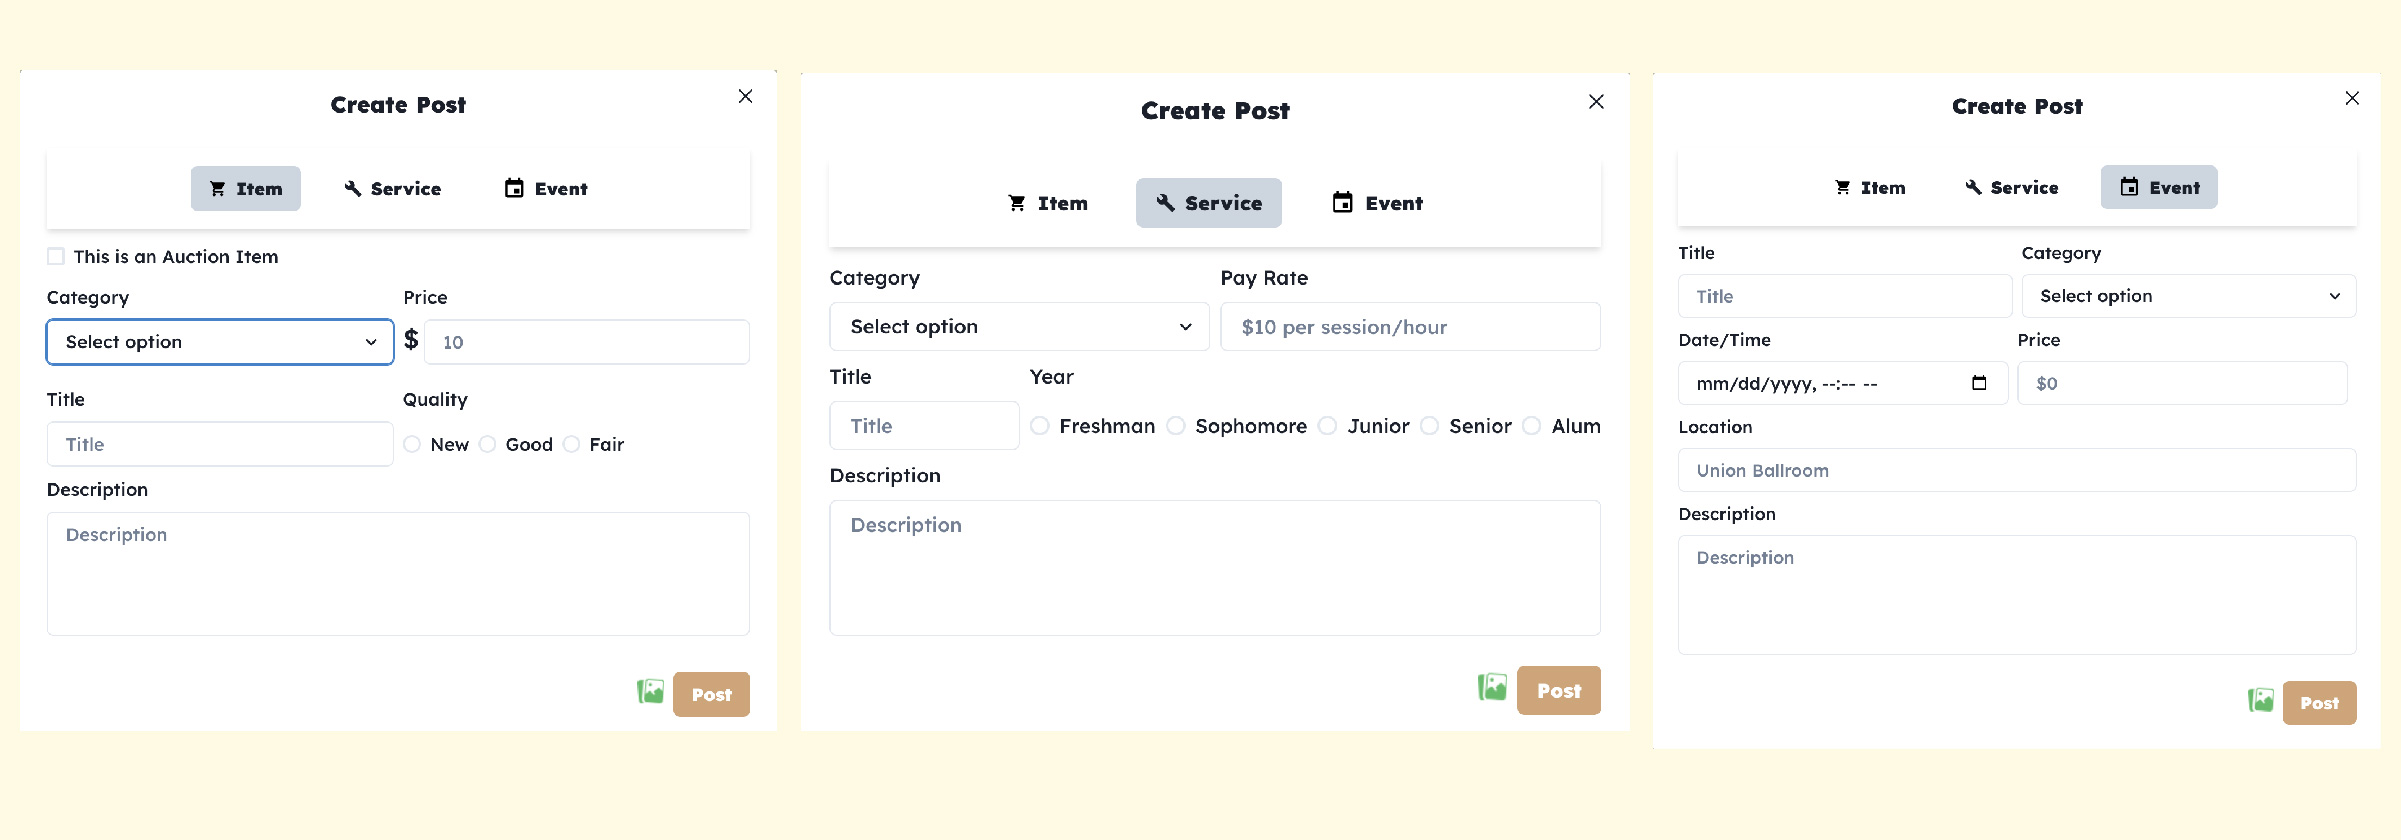 Create Post
Item Service Event
This is an Auction Item
Category Price
Select option $ 10
Title Quality
Title New Good Fair
Description
Description
Post
Create Post
Item Service Event
Category Pay Rate
Select option $10 per session/hour
Title Year
Title Freshman Sophomore Junior Senior Alum
Description
Description
Post
Create Post
Item Service Event
Title Category
Title Select option
Date/Time Price
mm/dd/yyyy, --:-- -- $0
Location
Union Ballroom
Description
Description
Post